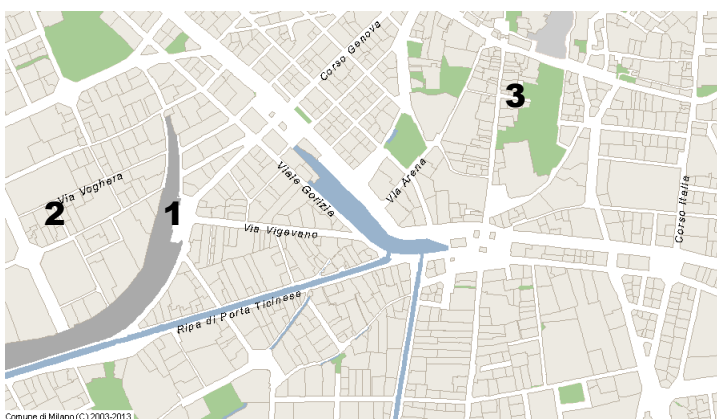 Corso Genova
3
Via Voghera
Viale Gorizia
Via Arena
2
1
Via Vigevano
Corso Italia
Ripa di Porta Ticinese
Comune di Milano (C) 2003-2013